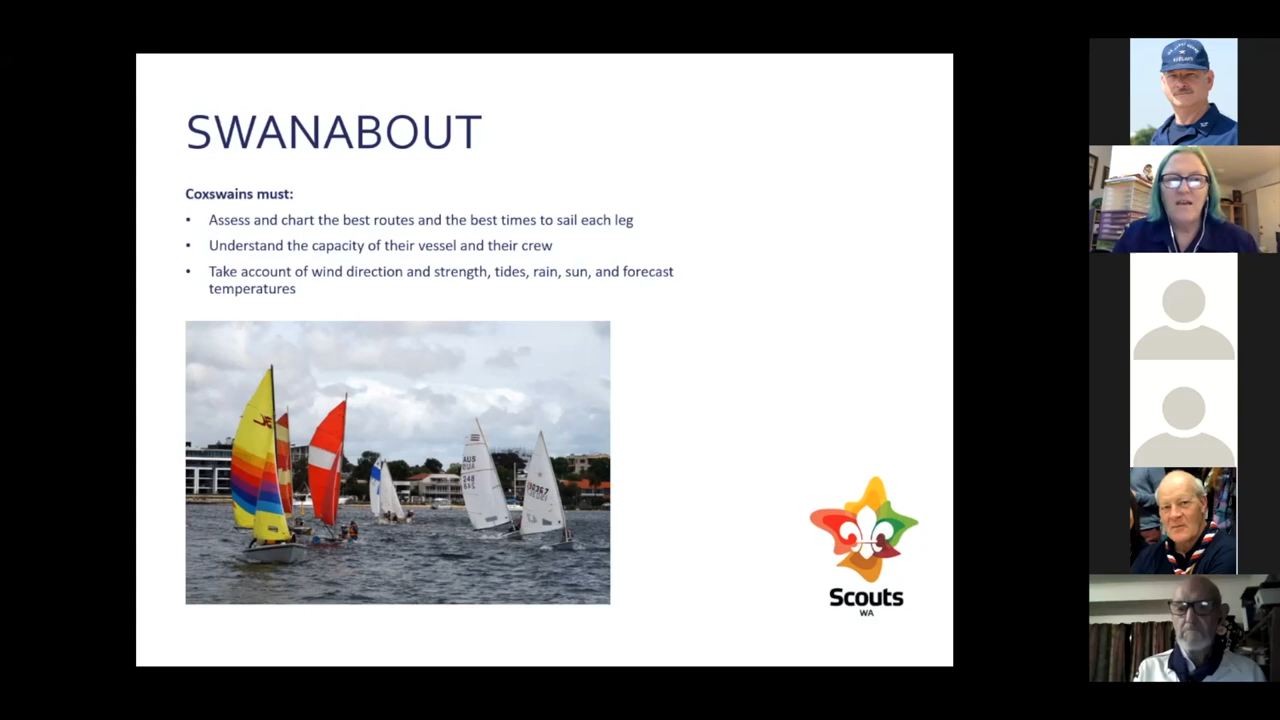 SWANABOUT
Coxswains must:
• Assess and chart the best routes and the best times to sail each leg
• Understand the capacity of their vessel and their crew
• Take account of wind direction and strength, tides, rain, sun, and forecast
temperatures
AUS
248
Scouts
WA